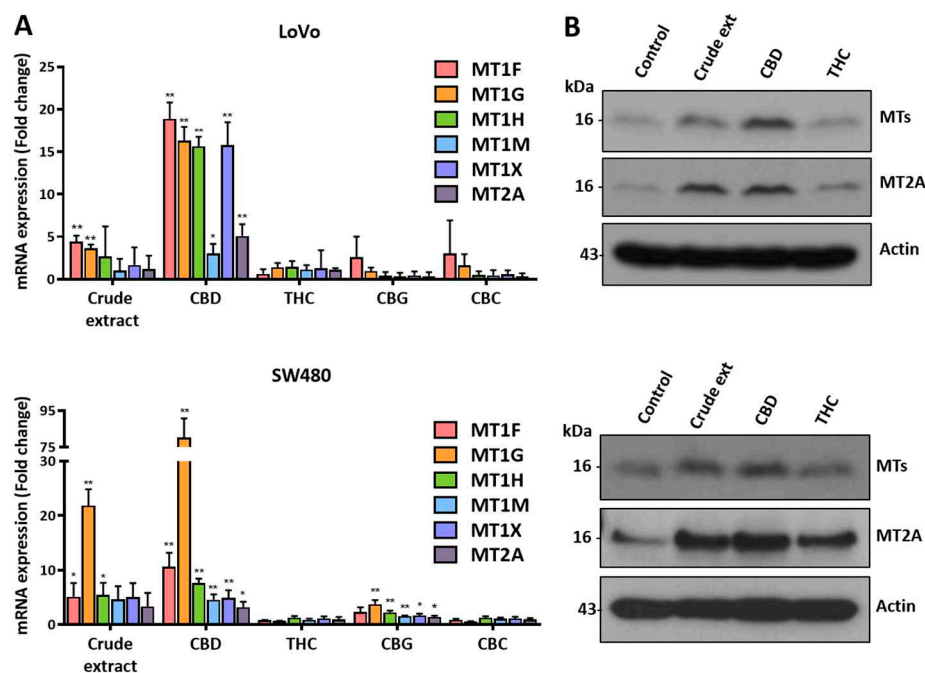 A
LoVo
mRNA expression (Fold change)
25
20
15
10
5
0
** ** ** ** ** ** * ** **
MT1F
MT1G
MT1H
MT1M
MT1X
MT2A
Crude extract CBD THC CBG CBC
B
Control Crude ext CBD THC
kDa
16 MTs
16 MT2A
43 Actin
SW480
mRNA expression (Fold change)
95
75
30
20
10
0
* ** * ** ** ** ** ** * ** ** ** * *
MT1F
MT1G
MT1H
MT1M
MT1X
MT2A
Crude extract CBD THC CBG CBC
Control Crude ext CBD THC
kDa
16 MTs
16 MT2A
43 Actin